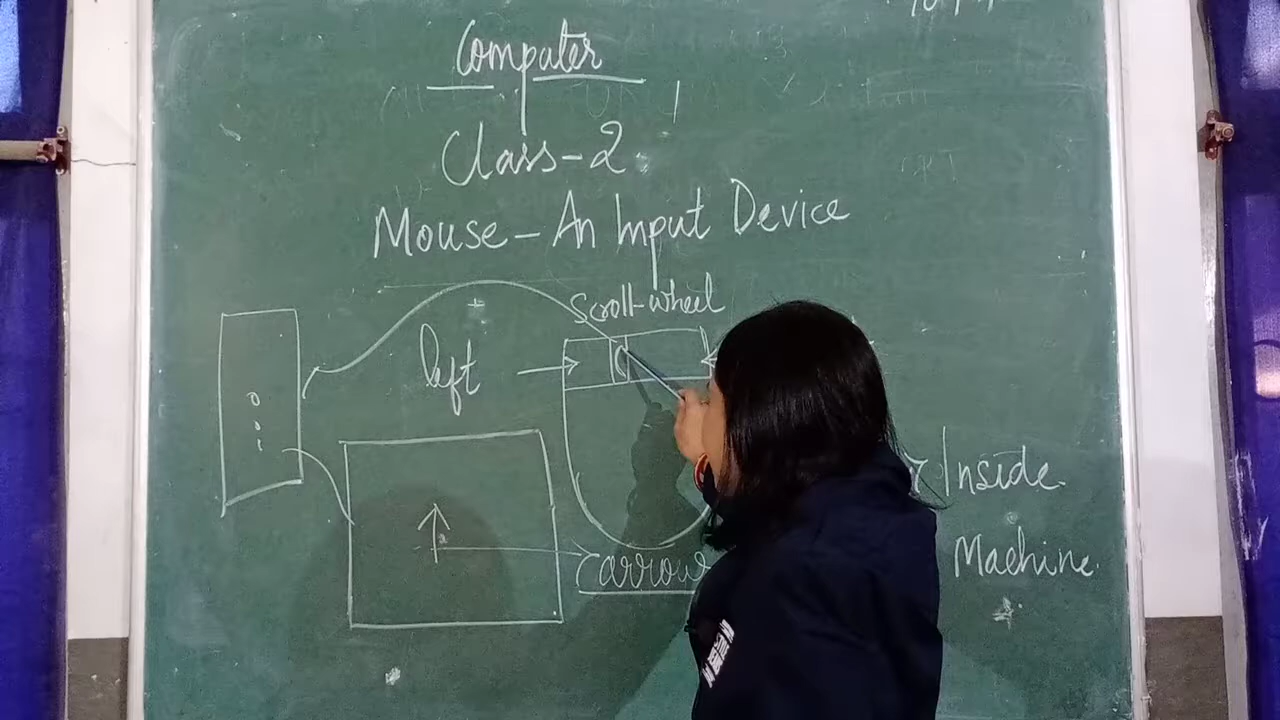 Computer
Class-2
Mouse-An Input Device
Scroll-wheel
left
Inside
arrow
Machine.